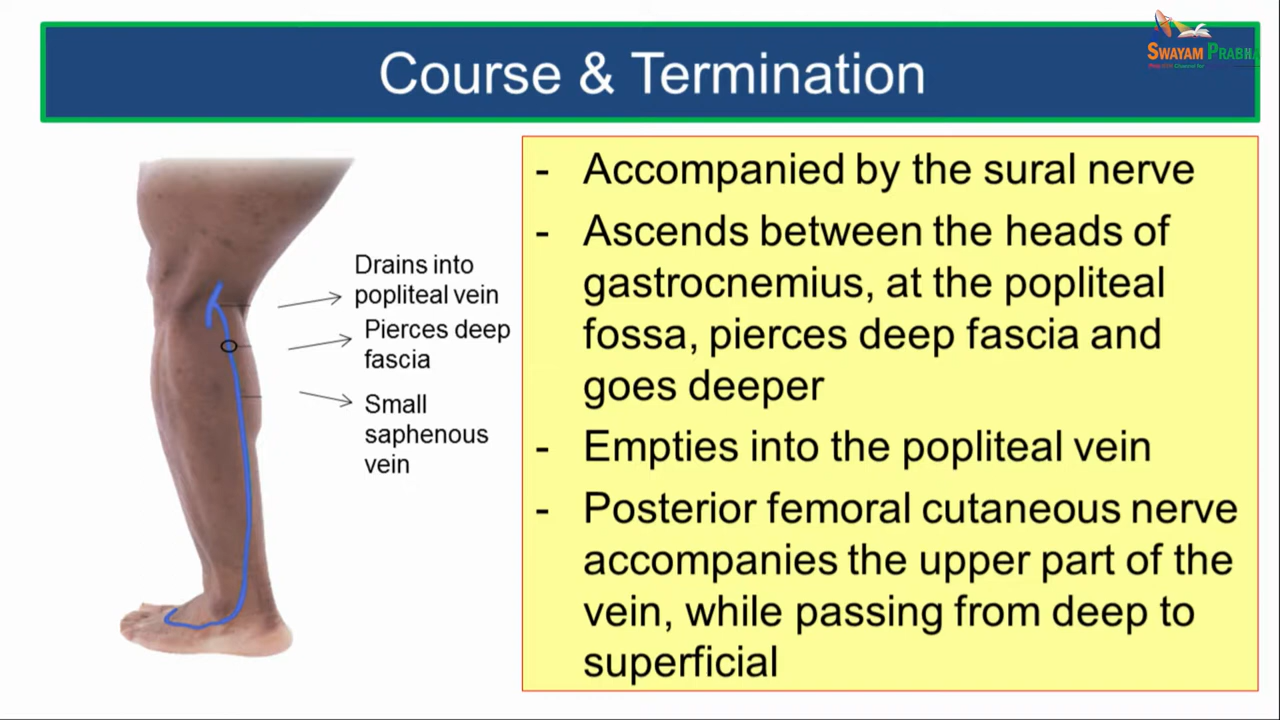 Course & Termination
SWAYAM PRABHA
Drains into
popliteal vein
Pierces deep
fascia
Small
saphenous
vein
- Accompanied by the sural nerve
- Ascends between the heads of
gastrocnemius, at the popliteal
fossa, pierces deep fascia and
goes deeper
- Empties into the popliteal vein
- Posterior femoral cutaneous nerve
accompanies the upper part of the
vein, while passing from deep to
superficial